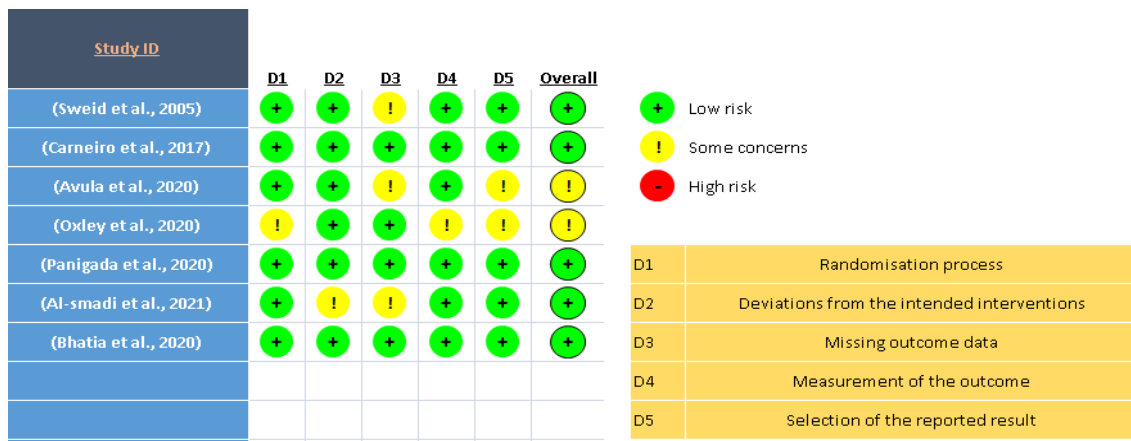 Study ID
D1 D2 D3 D4 D5 Overall
(Sweid et al., 2005) + + ! + + +
(Carneiro et al., 2017) + + + + + +
(Avula et al., 2020) + + ! + ! !
(Oxley et al., 2020) ! + + ! ! !
(Panigada et al., 2020) + + + + + +
(Al-smadi et al., 2021) + ! ! + + +
(Bhatia et al., 2020) + + + + + +
+ Low risk
! Some concerns
- High risk
D1 Randomisation process
D2 Deviations from the intended interventions
D3 Missing outcome data
D4 Measurement of the outcome
D5 Selection of the reported result